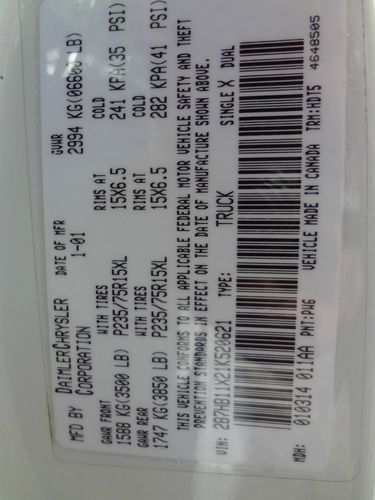 MFD BY DAIMLERCHRYSLER CORPORATION
DATE OF MFR 1-01
GVWR 2994 KG(06600 LB)
GAWR FRONT 1588 KG(3500 LB)
WITH TIRES P235/75R15XL
RIMS AT 15X6.5
COLD 241 KPA(35 PSI)
GAWR REAR 1747 KG(3850 LB)
WITH TIRES P235/75R15XL
RIMS AT 15X6.5
COLD 282 KPA(41 PSI)
THIS VEHICLE CONFORMS TO ALL APPLICABLE FEDERAL MOTOR VEHICLE SAFETY AND THEFT
PREVENTION STANDARDS IN EFFECT ON THE DATE OF MANUFACTURE SHOWN ABOVE.
VIN: 2B7HB11X21K520621 TYPE: TRUCK SINGLE X DUAL
MDH: 010314 011AA PNT:PW6 VEHICLE MADE IN CANADA TRM:HDT5
4648505